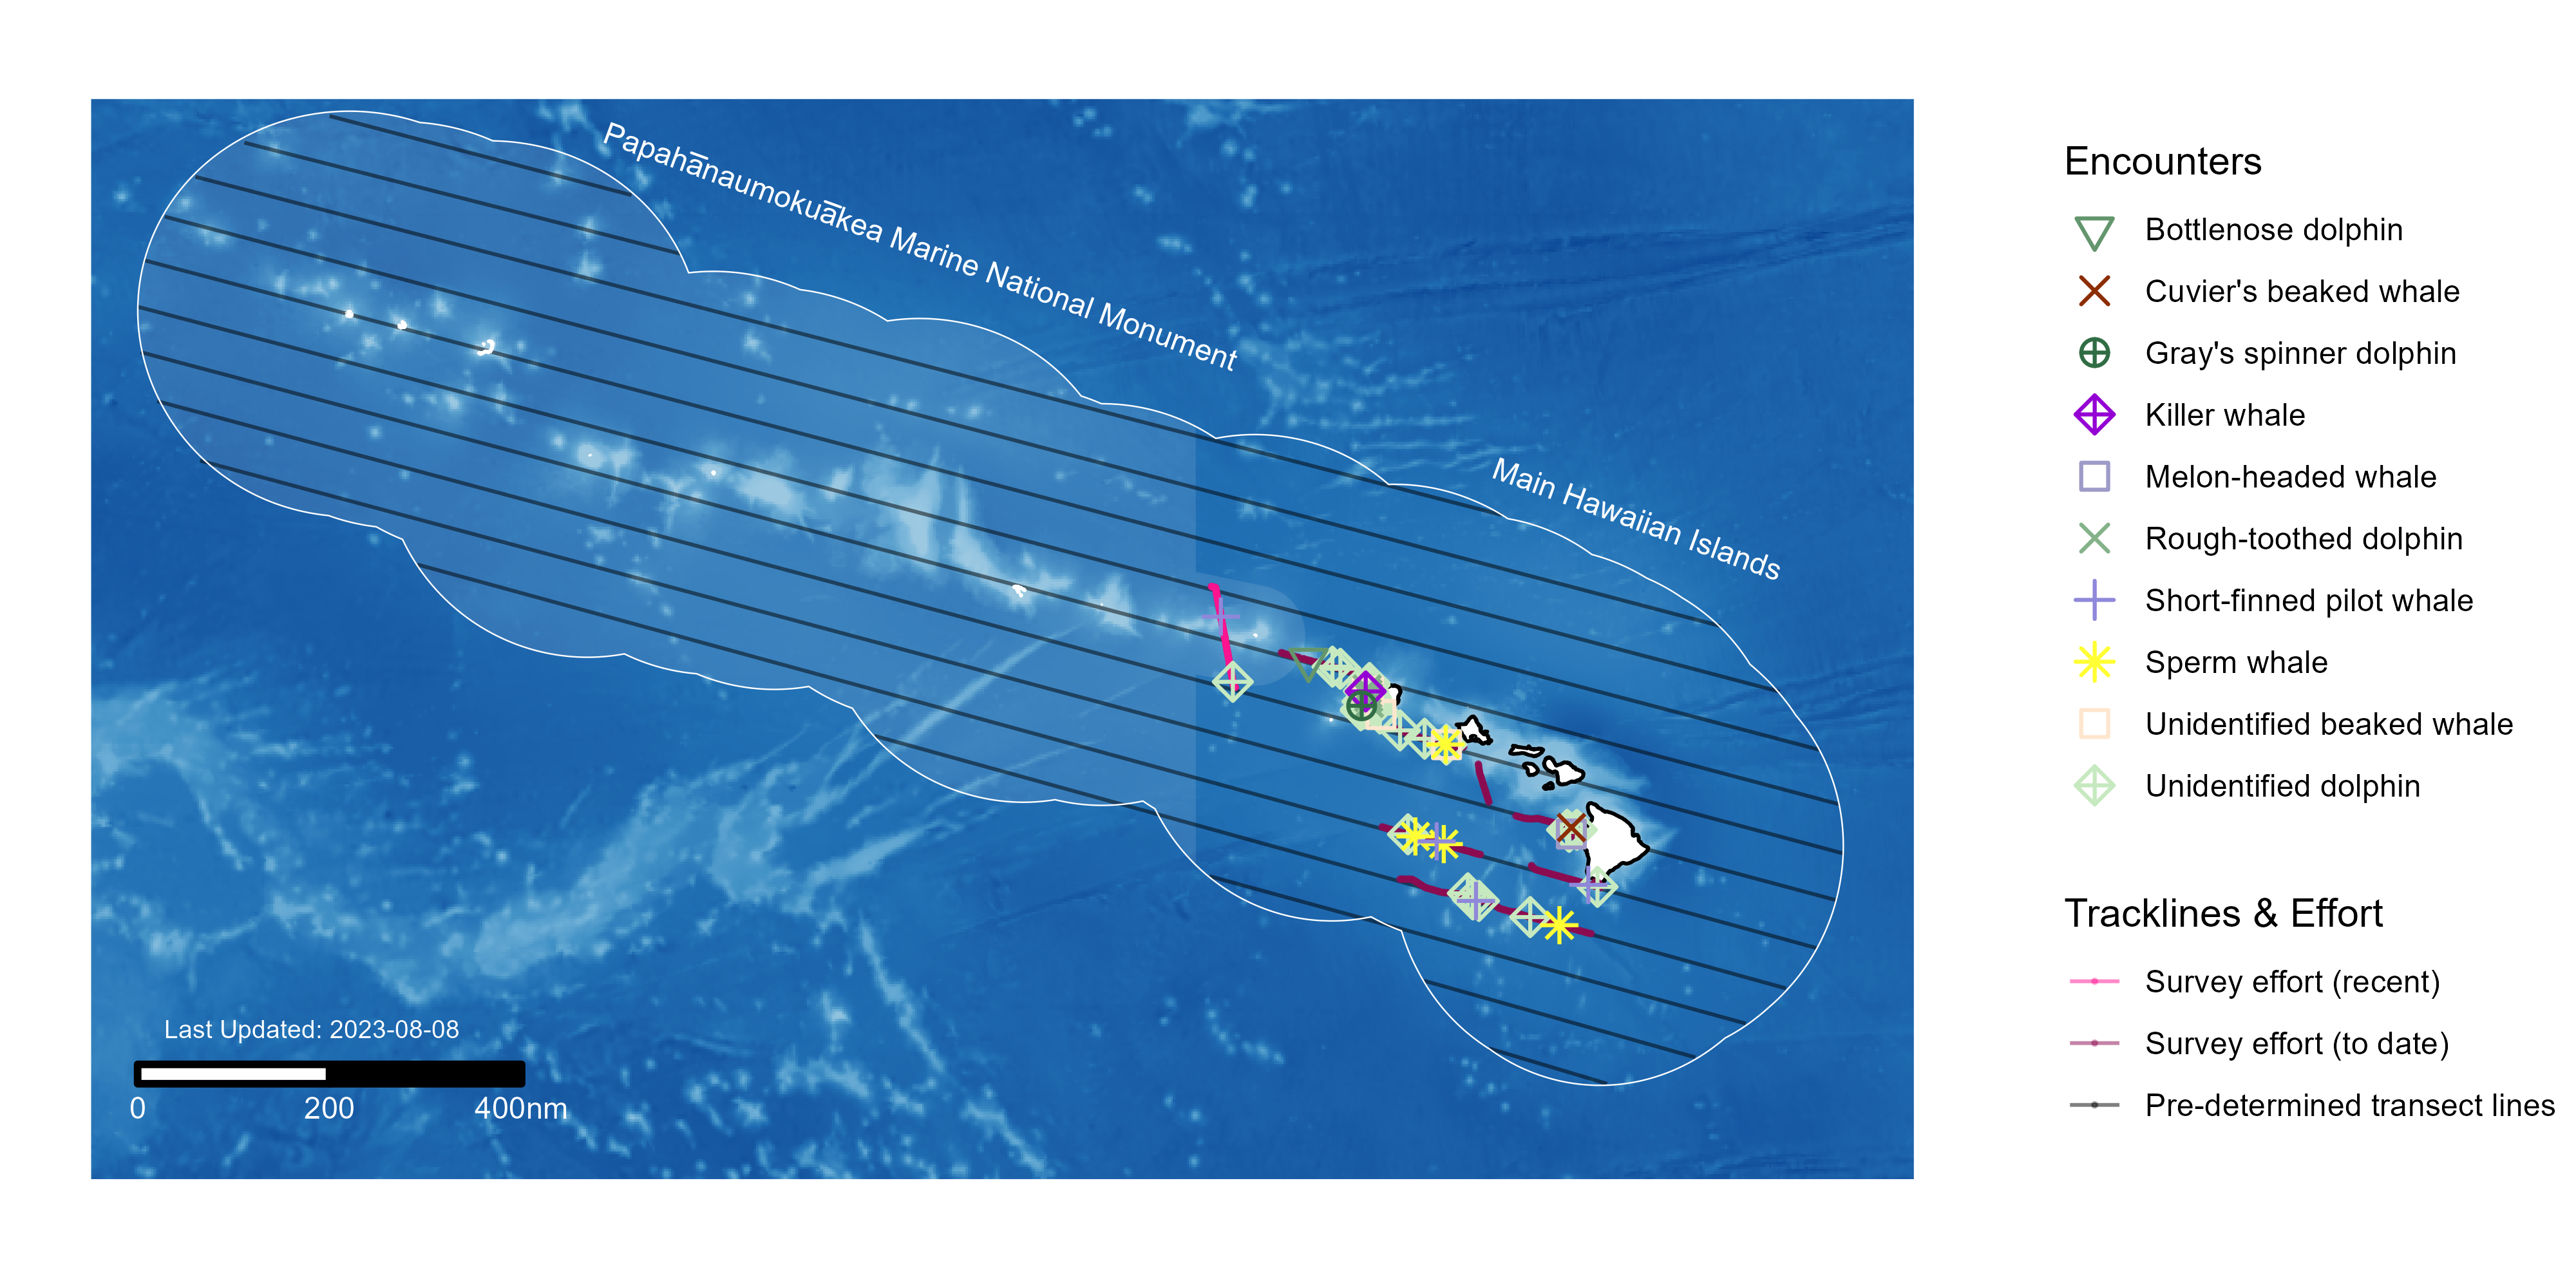 Papahānaumokuākea Marine National Monument
Main Hawaiian Islands
Last Updated: 2023-08-08
0 200 400nm
Encounters
Bottlenose dolphin
Cuvier's beaked whale
Gray's spinner dolphin
Killer whale
Melon-headed whale
Rough-toothed dolphin
Short-finned pilot whale
Sperm whale
Unidentified beaked whale
Unidentified dolphin
Tracklines & Effort
Survey effort (recent)
Survey effort (to date)
Pre-determined transect lines